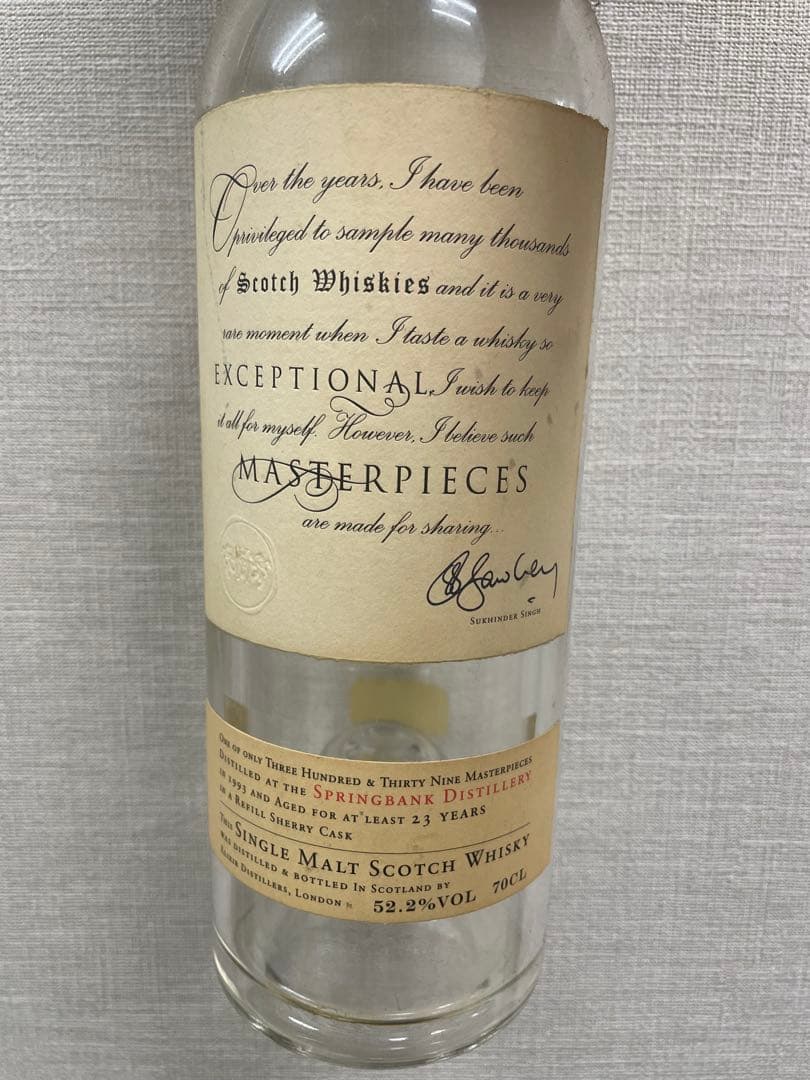 Over the years, I have been
privileged to sample many thousands
of Scotch Whiskies and it is a very
rare moment when I taste a whisky so
EXCEPTIONAL, I wish to keep
it all for myself. However, I believe such
MASTERPIECES
are made for sharing...
SUKHINDER SINGH
ONE OF ONLY THREE HUNDRED & THIRTY NINE MASTERPIECES
DISTILLED AT THE SPRINGBANK DISTILLERY
IN 1993 AND AGED FOR AT LEAST 23 YEARS
IN A REFILL SHERRY CASK
THIS SINGLE MALT SCOTCH WHISKY
WAS DISTILLED & BOTTLED IN SCOTLAND BY
ELIXIR DISTILLERS, LONDON 52.2%VOL 70CL